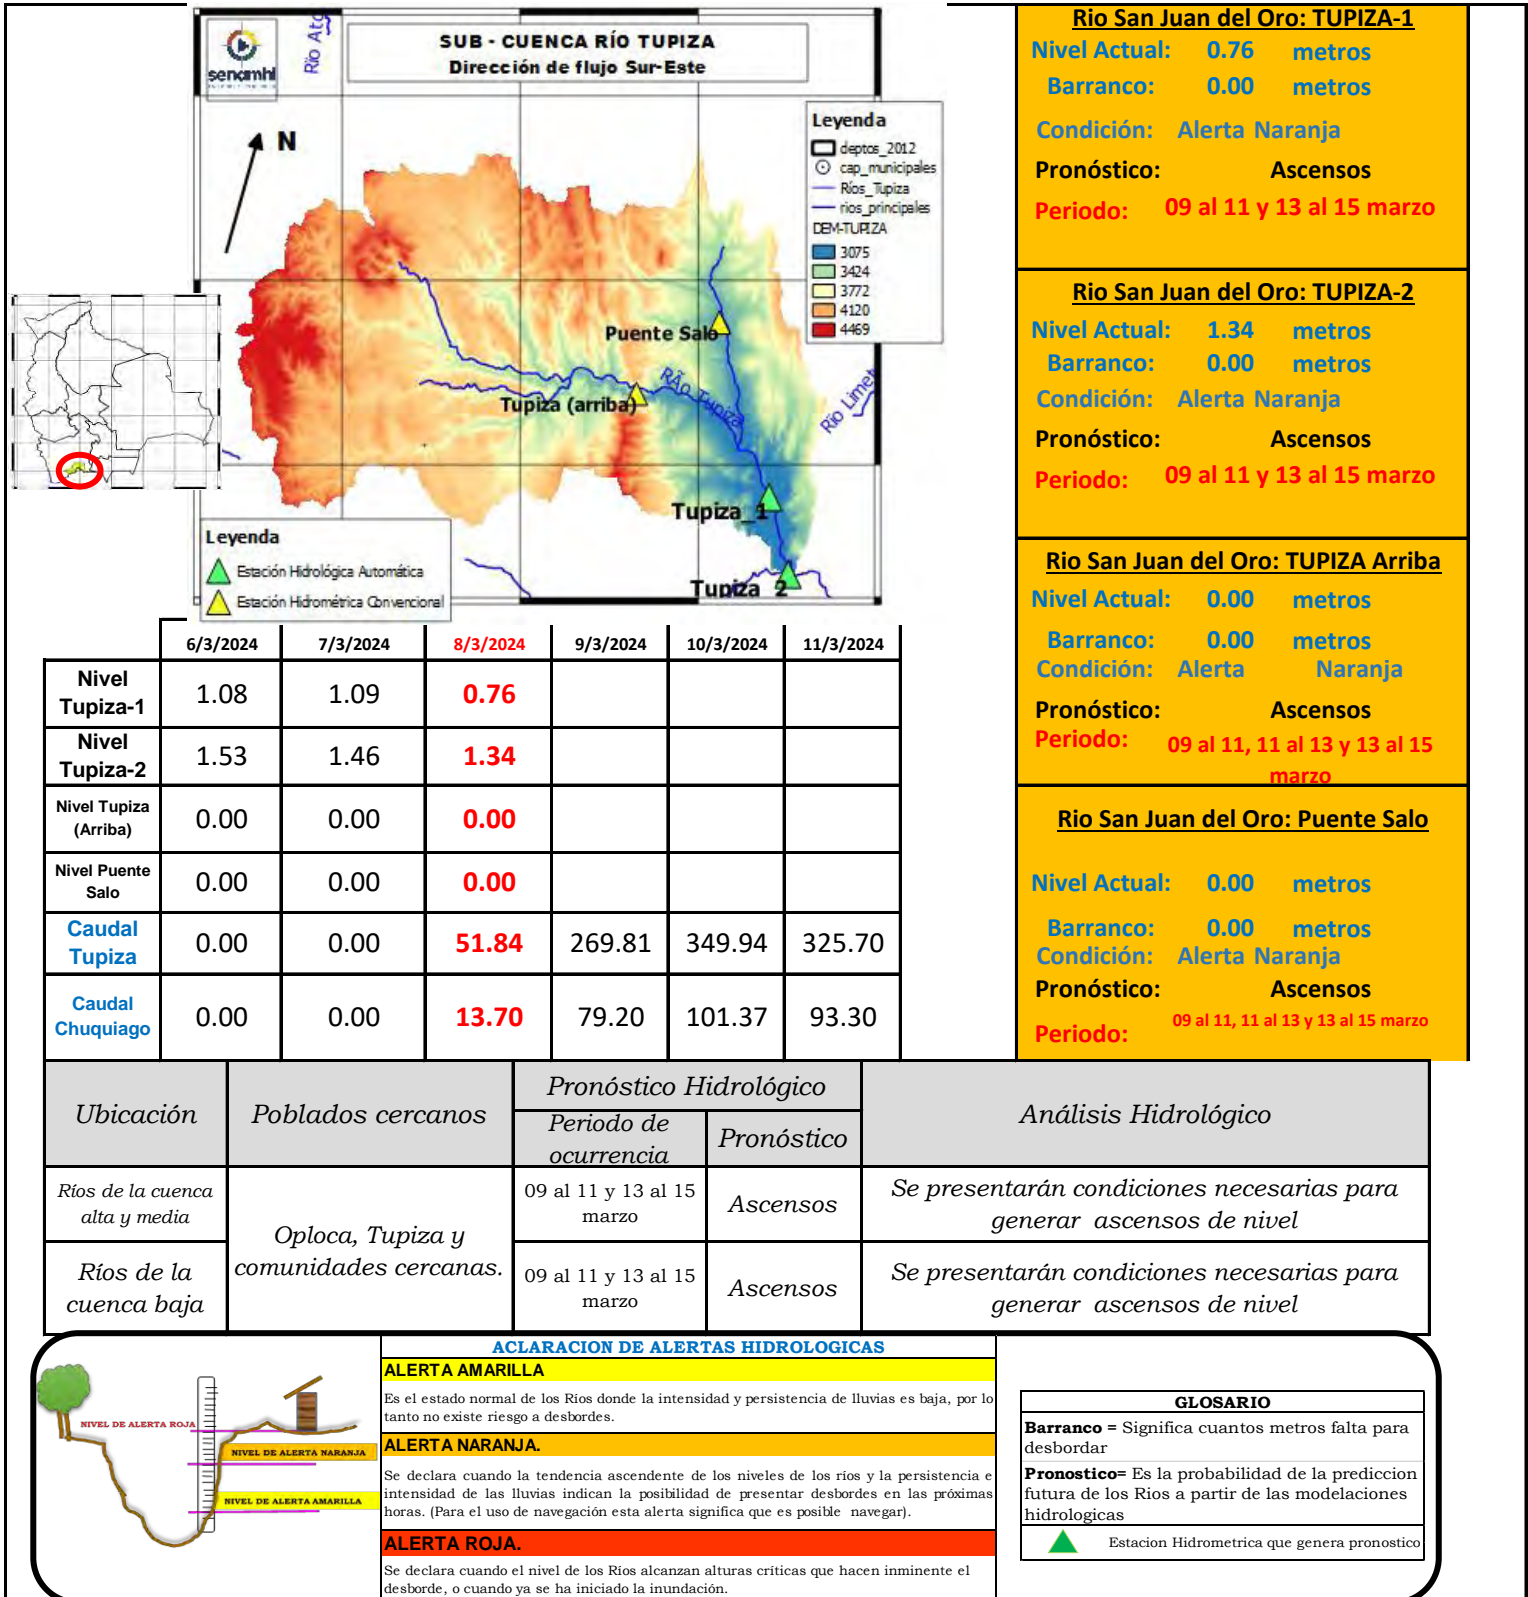 senamhi
Río Ato
SUB - CUENCA RÍO TUPIZA
Dirección de flujo Sur-Este
N
Leyenda
deptos_2012
cap_municipales
Ríos_Tupiza
rios_principales
DEM-TUPIZA
3075
3424
3772
4120
4469
Puente Salo
Tupiza (arriba)
RÃo Tupiza
Rio Limet
Tupiza_1
Tupiza_2
Leyenda
Estación Hidrológica Automática
Estación Hidrométrica Convencional
Rio San Juan del Oro: TUPIZA-1
Nivel Actual: 0.76 metros
Barranco: 0.00 metros
Condición: Alerta Naranja
Pronóstico: Ascensos
Periodo: 09 al 11 y 13 al 15 marzo
Rio San Juan del Oro: TUPIZA-2
Nivel Actual: 1.34 metros
Barranco: 0.00 metros
Condición: Alerta Naranja
Pronóstico: Ascensos
Periodo: 09 al 11 y 13 al 15 marzo
Rio San Juan del Oro: TUPIZA Arriba
Nivel Actual: 0.00 metros
Barranco: 0.00 metros
Condición: Alerta Naranja
Pronóstico: Ascensos
Periodo: 09 al 11, 11 al 13 y 13 al 15
marzo
Rio San Juan del Oro: Puente Salo
Nivel Actual: 0.00 metros
Barranco: 0.00 metros
Condición: Alerta Naranja
Pronóstico: Ascensos
Periodo: 09 al 11, 11 al 13 y 13 al 15 marzo
6/3/2024 7/3/2024 8/3/2024 9/3/2024 10/3/2024 11/3/2024
Nivel
Tupiza-1 1.08 1.09 0.76
Nivel
Tupiza-2 1.53 1.46 1.34
Nivel Tupiza
(Arriba) 0.00 0.00 0.00
Nivel Puente
Salo 0.00 0.00 0.00
Caudal
Tupiza 0.00 0.00 51.84 269.81 349.94 325.70
Caudal
Chuquiago 0.00 0.00 13.70 79.20 101.37 93.30
Ubicación Poblados cercanos Pronóstico Hidrológico Análisis Hidrológico
Periodo de
ocurrencia Pronóstico
Ríos de la cuenca
alta y media
Oploca, Tupiza y
comunidades cercanas.
09 al 11 y 13 al 15
marzo
Ascensos
Se presentarán condiciones necesarias para
generar ascensos de nivel
Ríos de la
cuenca baja
09 al 11 y 13 al 15
marzo
Ascensos
Se presentarán condiciones necesarias para
generar ascensos de nivel
NIVEL DE ALERTA ROJA
NIVEL DE ALERTA NARANJA
NIVEL DE ALERTA AMARILLA
ACLARACION DE ALERTAS HIDROLOGICAS
ALERTA AMARILLA
Es el estado normal de los Ríos donde la intensidad y persistencia de lluvias es baja, por lo
tanto no existe riesgo a desbordes.
ALERTA NARANJA.
Se declara cuando la tendencia ascendente de los niveles de los ríos y la persistencia e
intensidad de las lluvias indican la posibilidad de presentar desbordes en las próximas
horas. (Para el uso de navegación esta alerta significa que es posible navegar).
ALERTA ROJA.
Se declara cuando el nivel de los Ríos alcanzan alturas críticas que hacen inminente el
desborde, o cuando ya se ha iniciado la inundación.
GLOSARIO
Barranco = Significa cuantos metros falta para
desbordar
Pronostico= Es la probabilidad de la prediccion
futura de los Rios a partir de las modelaciones
hidrologicas
Estacion Hidrometrica que genera pronostico